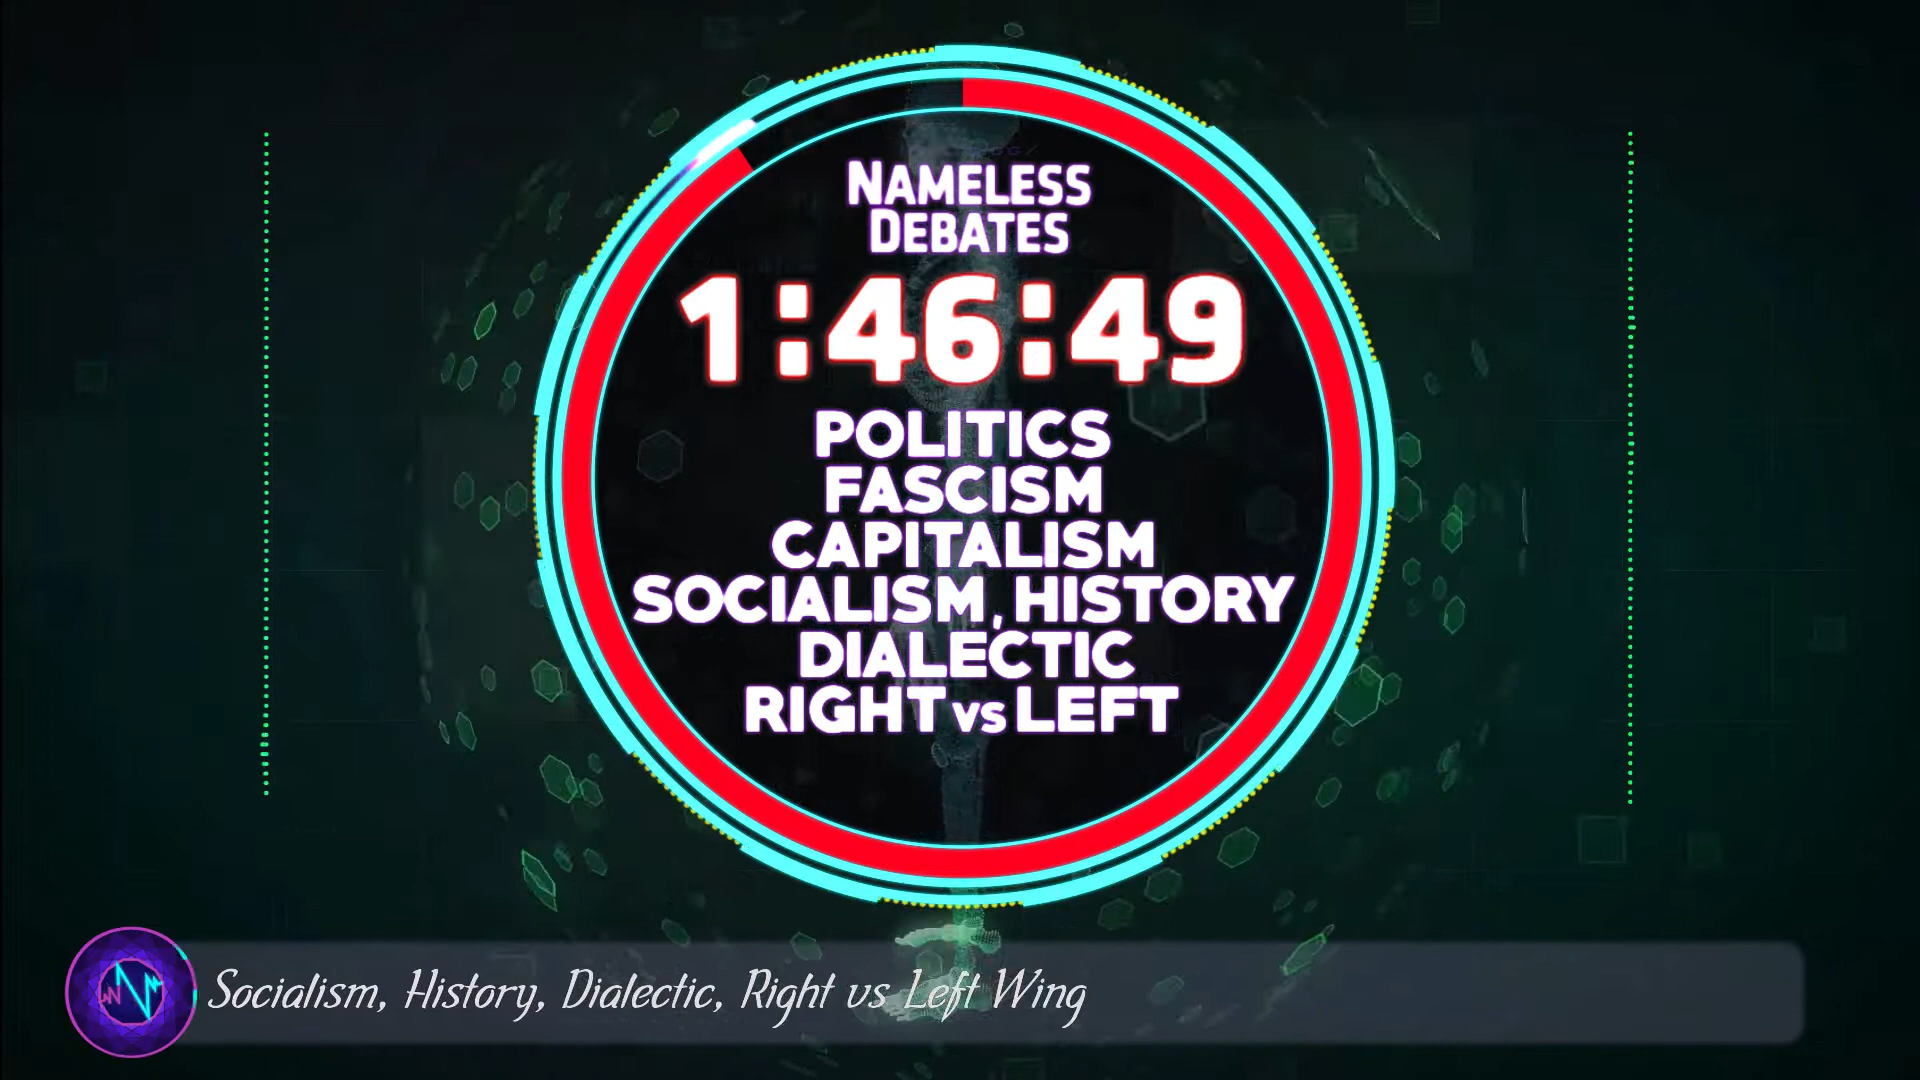 NAMELESS
DEBATES
1:46:49
POLITICS
FASCISM
CAPITALISM
SOCIALISM, HISTORY
DIALECTIC
RIGHT vs LEFT
Socialism, History, Dialectic, Right vs Left Wing